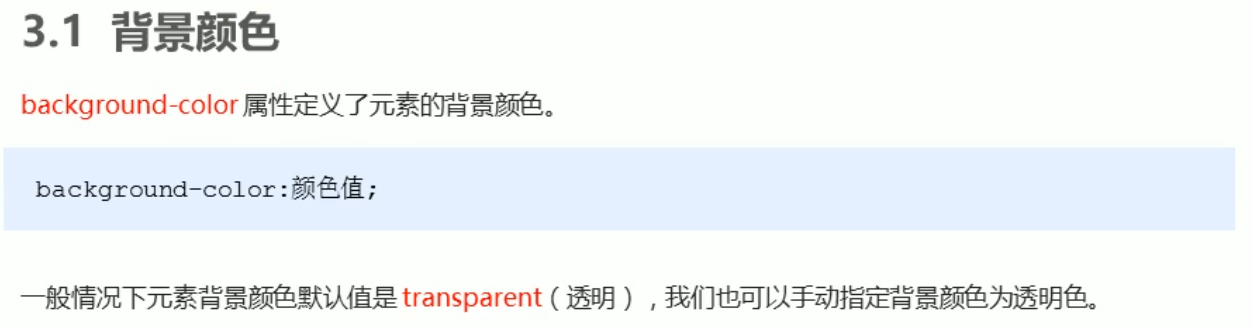 3.1 背景颜色
background-color 属性定义了元素的背景颜色。
background-color:颜色值;
一般情况下元素背景颜色默认值是 transparent（透明），我们也可以手动指定背景颜色为透明色。